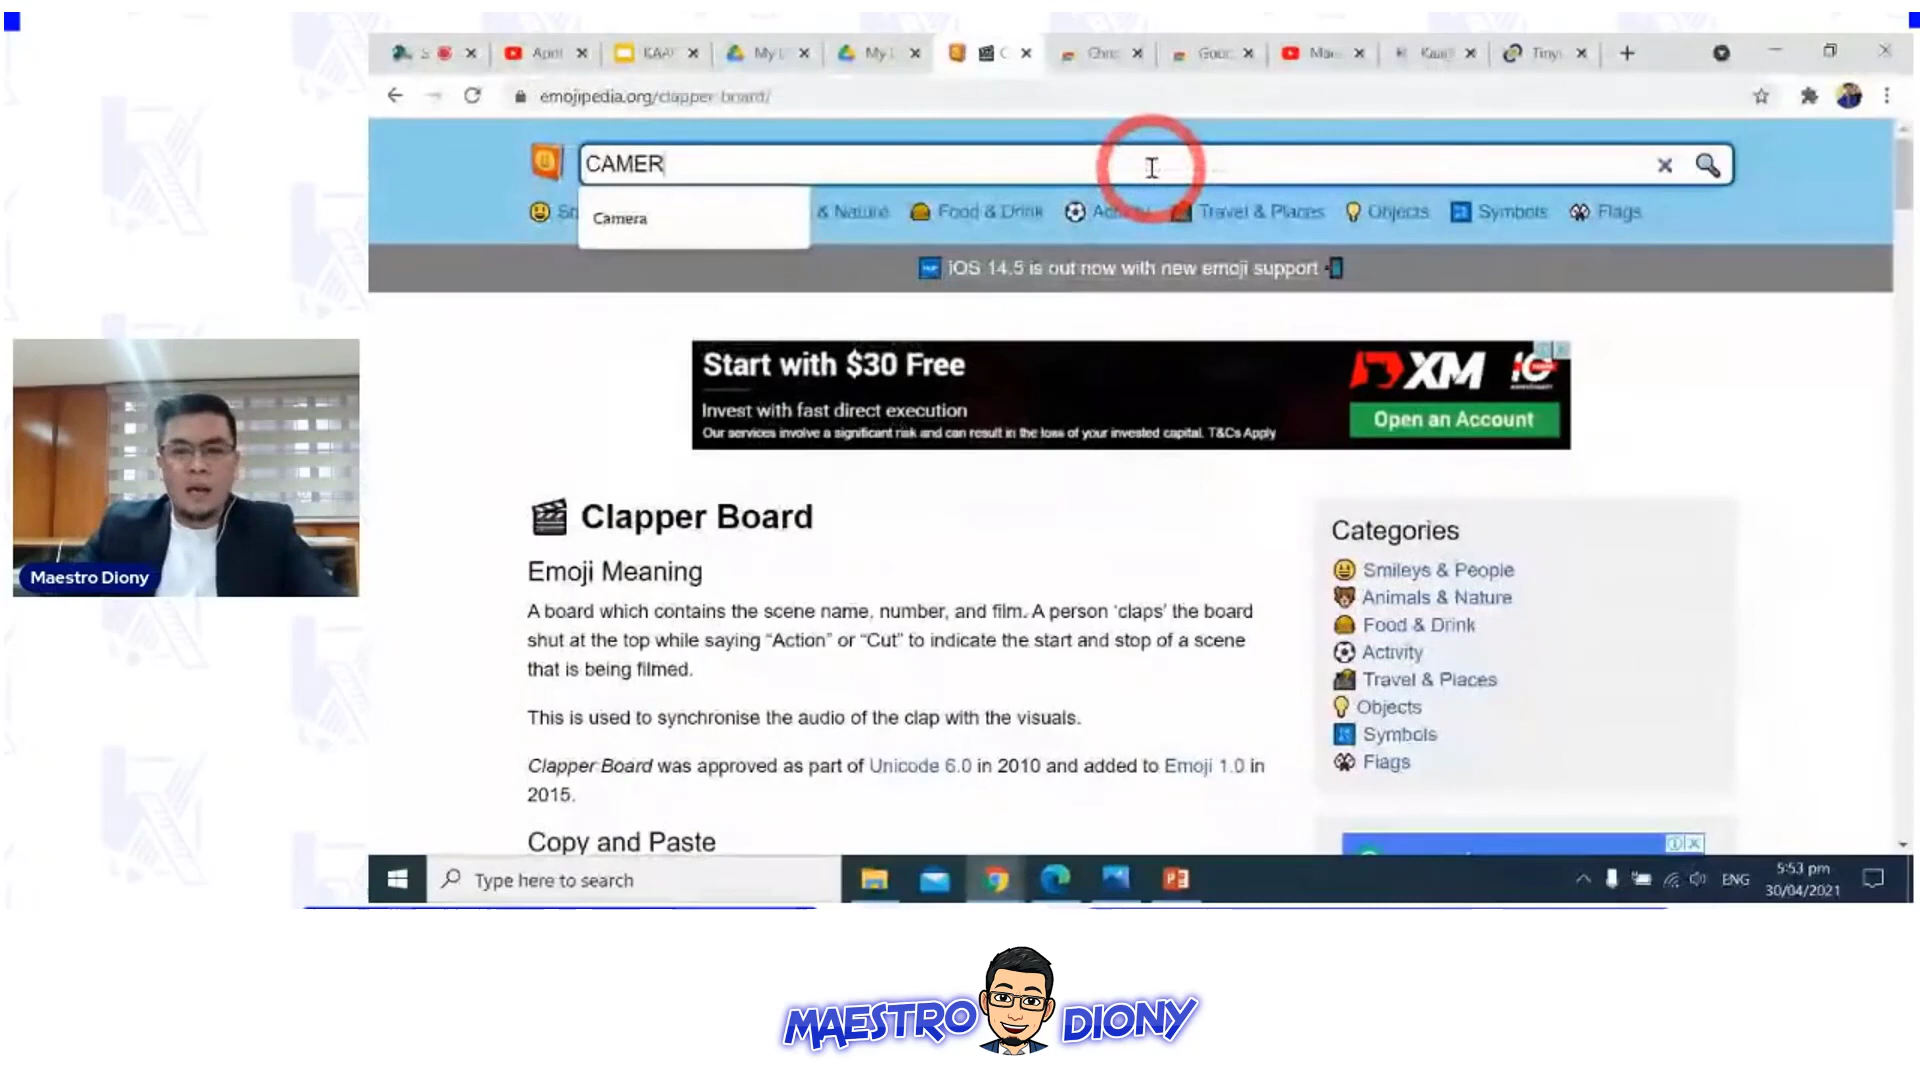 April
KAAF
My
My
Tiny
emojipedia.org/clapper-board/
CAMER
Camera
& Nature
Food & Drink
Travel & Places
Objects
Symbols
Flags
iOS 14.5 is out now with new emoji support
Start with $30 Free
Invest with fast direct execution
Our services involve a significant risk and can result in the loss of your invested capital. T&Cs Apply
XM
10
Open an Account
Clapper Board
Emoji Meaning
A board which contains the scene name, number, and film. A person ‘claps’ the board
shut at the top while saying “Action” or “Cut” to indicate the start and stop of a scene
that is being filmed.
This is used to synchronise the audio of the clap with the visuals.
Clapper Board was approved as part of Unicode 6.0 in 2010 and added to Emoji 1.0 in
2015.
Copy and Paste
Categories
Smileys & People
Animals & Nature
Food & Drink
Activity
Travel & Places
Objects
Symbols
Flags
Maestro Diony
Type here to search
ENG
5:53 pm
30/04/2021
MAESTRO DIONY